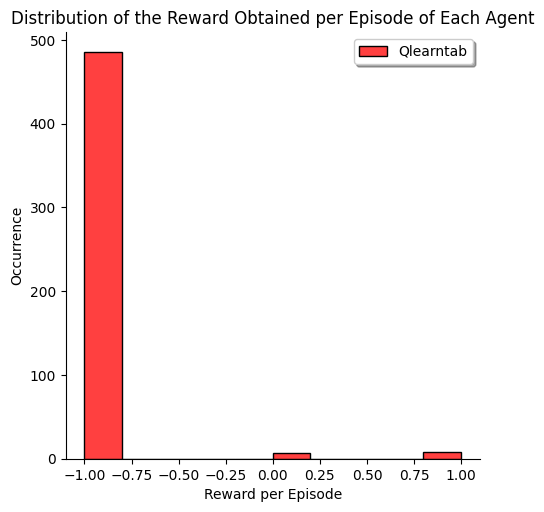 Distribution of the Reward Obtained per Episode of Each Agent
Qlearntab
500
400
300
200
100
0
Occurrence
−1.00 −0.75 −0.50 −0.25 0.00 0.25 0.50 0.75 1.00
Reward per Episode